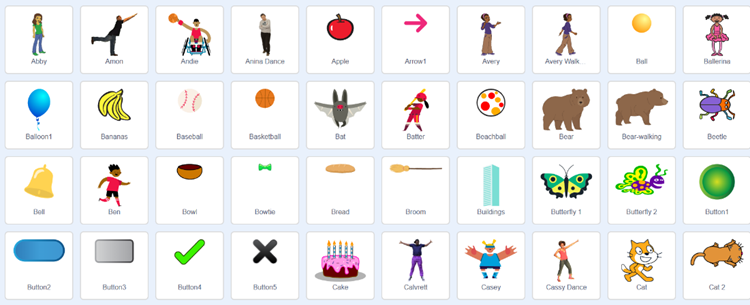 Abby
Amon
Andie
Anina Dance
Apple
Arrow1
Avery
Avery Walk...
Ball
Ballerina
Balloon1
Bananas
Baseball
Basketball
Bat
Batter
Beachball
Bear
Bear-walking
Beetle
Bell
Ben
Bowl
Bowtie
Bread
Broom
Buildings
Butterfly 1
Butterfly 2
Button1
Button2
Button3
Button4
Button5
Cake
Calvrett
Casey
Cassy Dance
Cat
Cat 2